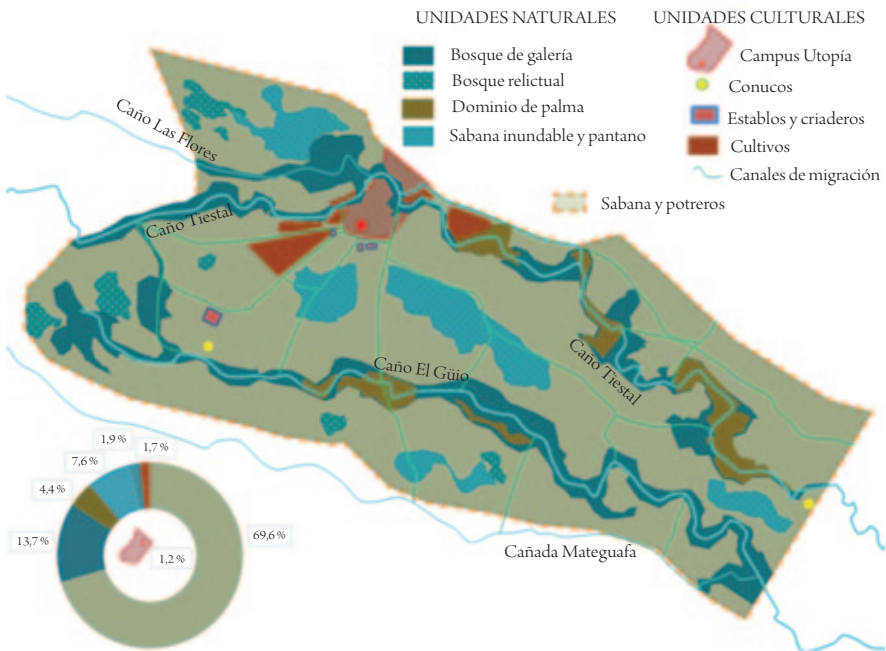 UNIDADES NATURALES
Bosque de galería
Bosque relictual
Dominio de palma
Sabana inundable y pantano
UNIDADES CULTURALES
Campus Utopía
Conucos
Establos y criaderos
Cultivos
Canales de migración
Sabana y potreros
Caño Las Flores
Caño Tiestal
Caño El Güio
Caño Tiestal
Cañada Mateguafa
1,9 %
1,7 %
7,6 %
4,4 %
13,7 %
69,6 %
1,2 %